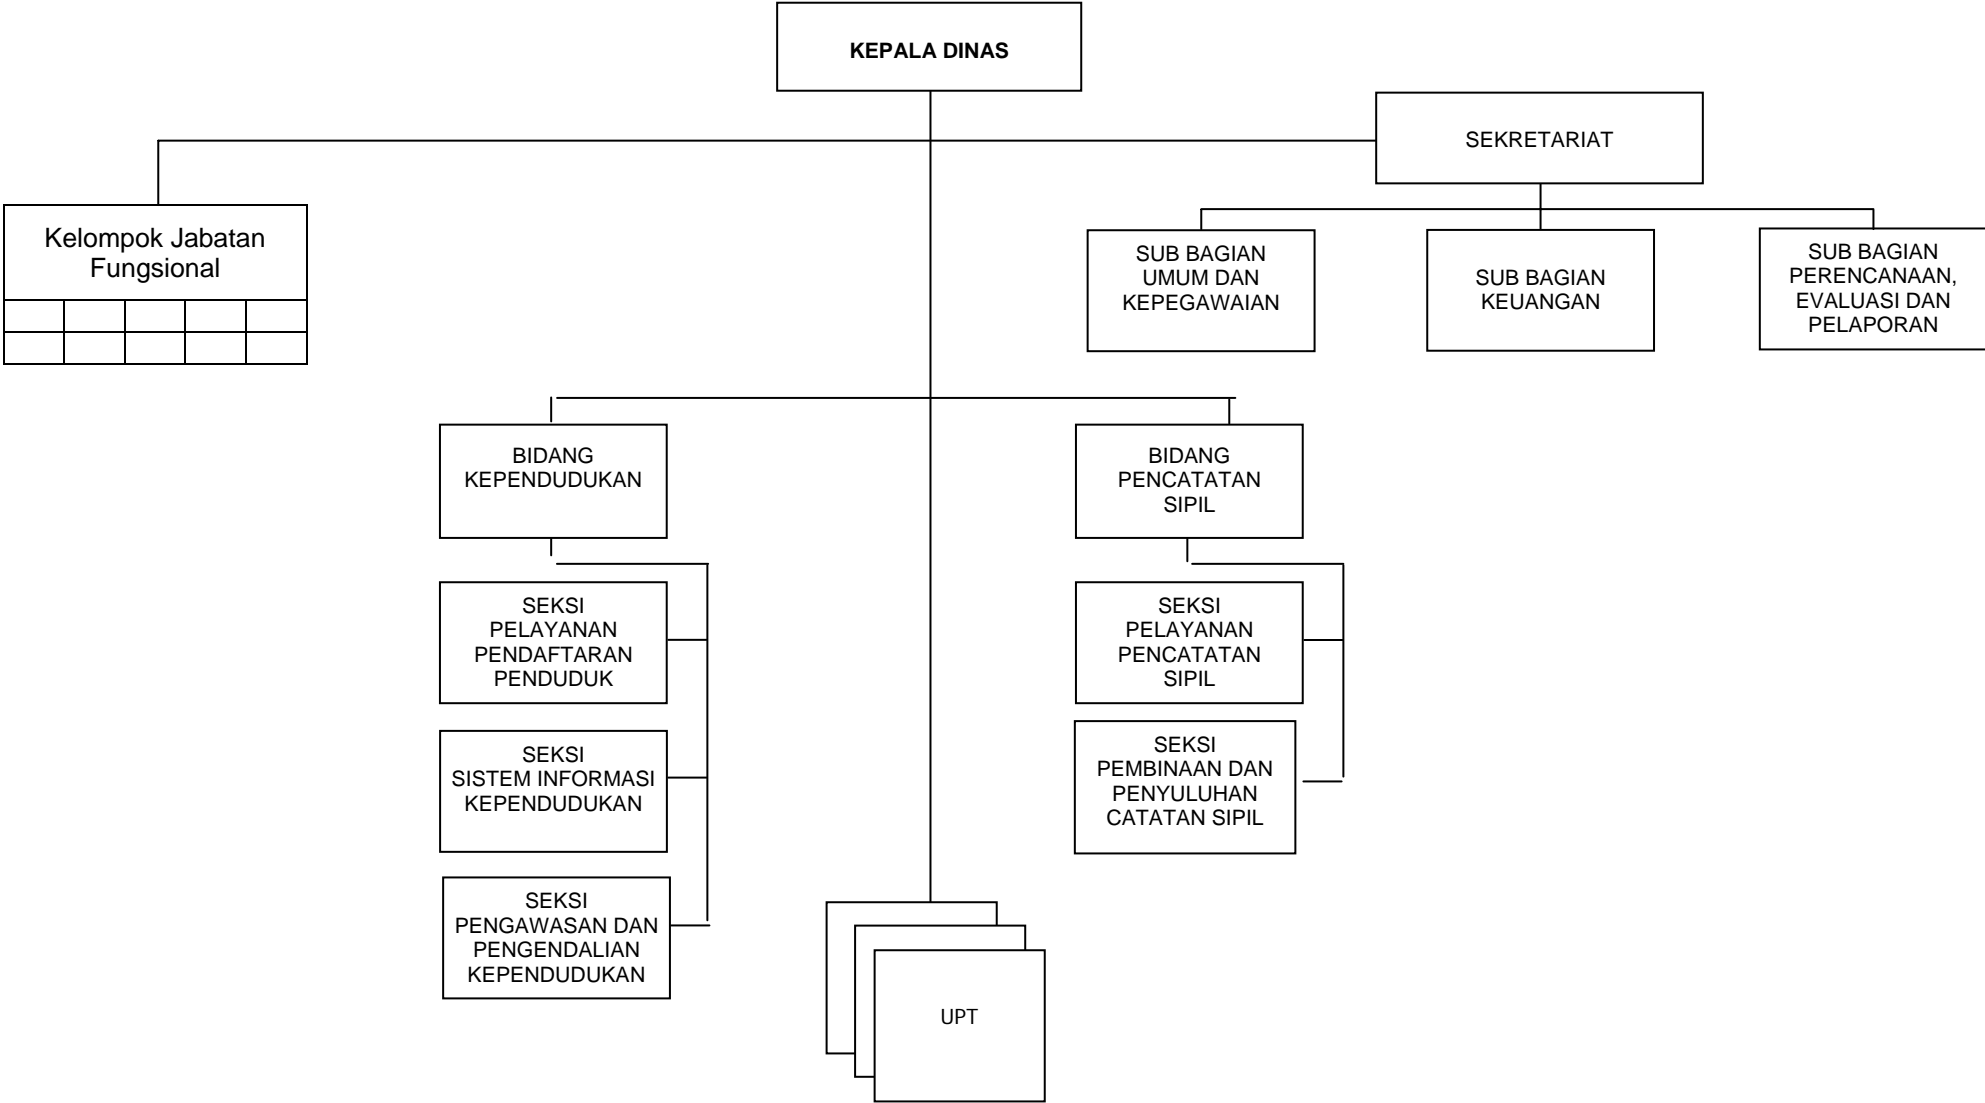 KEPALA DINAS
SEKRETARIAT
Kelompok Jabatan
Fungsional
SUB BAGIAN
UMUM DAN
KEPEGAWAIAN
SUB BAGIAN
KEUANGAN
SUB BAGIAN
PERENCANAAN,
EVALUASI DAN
PELAPORAN
BIDANG
KEPENDUDUKAN
BIDANG
PENCATATAN
SIPIL
SEKSI
PELAYANAN
PENDAFTARAN
PENDUDUK
SEKSI
PELAYANAN
PENCATATAN
SIPIL
SEKSI
SISTEM INFORMASI
KEPENDUDUKAN
SEKSI
PEMBINAAN DAN
PENYULUHAN
CATATAN SIPIL
SEKSI
PENGAWASAN DAN
PENGENDALIAN
KEPENDUDUKAN
UPT